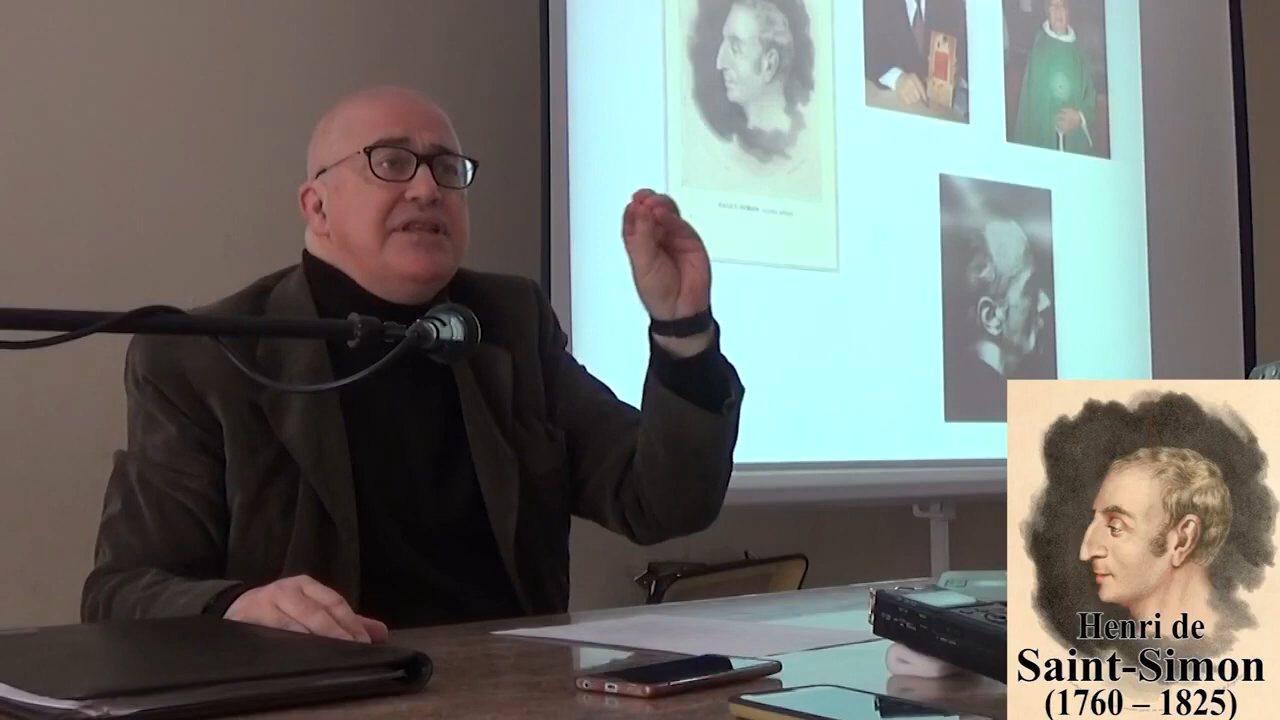 Henri de
Saint-Simon
(1760 – 1825)